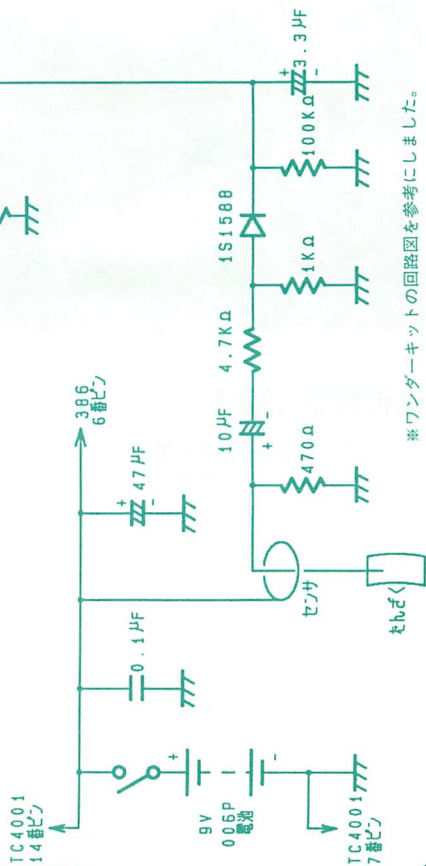 TC4001
14番ピン
386
6番ピン
0.1μF
47μF
+
-
9V
006P
電池
+
-
TC4001
7番ピン
センサ
たんざく
470Ω
10μF
+
-
4.7KΩ
1KΩ
1S1588
100KΩ
3.3μF
+
-
※ワンダーキットの回路図を参考にしました。